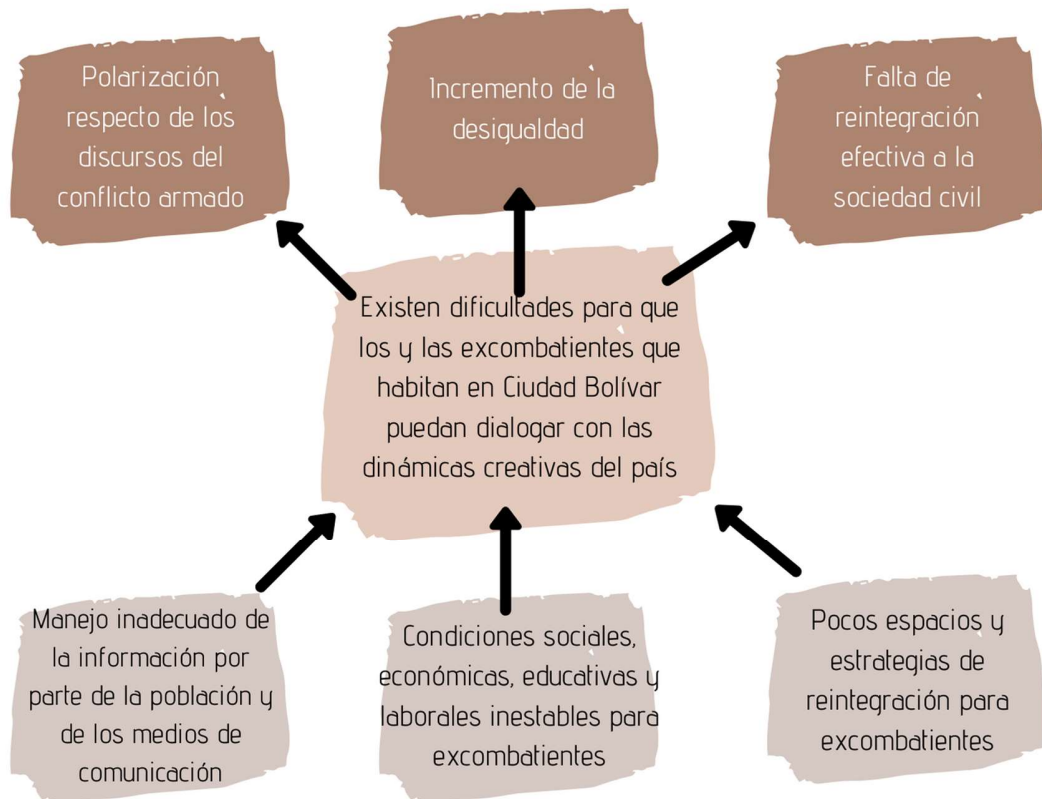 Polarización
respecto de los
discursos del
conflicto armado
Incremento de la
desigualdad
Falta de
reintegración
efectiva a la
sociedad civil
Existen dificultades para que
los y las excombatientes que
habitan en Ciudad Bolívar
puedan dialogar con las
dinámicas creativas del país
Manejo inadecuado de
la información por
parte de la población y
de los medios de
comunicación
Condiciones sociales,
económicas, educativas y
laborales inestables para
excombatientes
Pocos espacios y
estrategias de
reintegración para
excombatientes